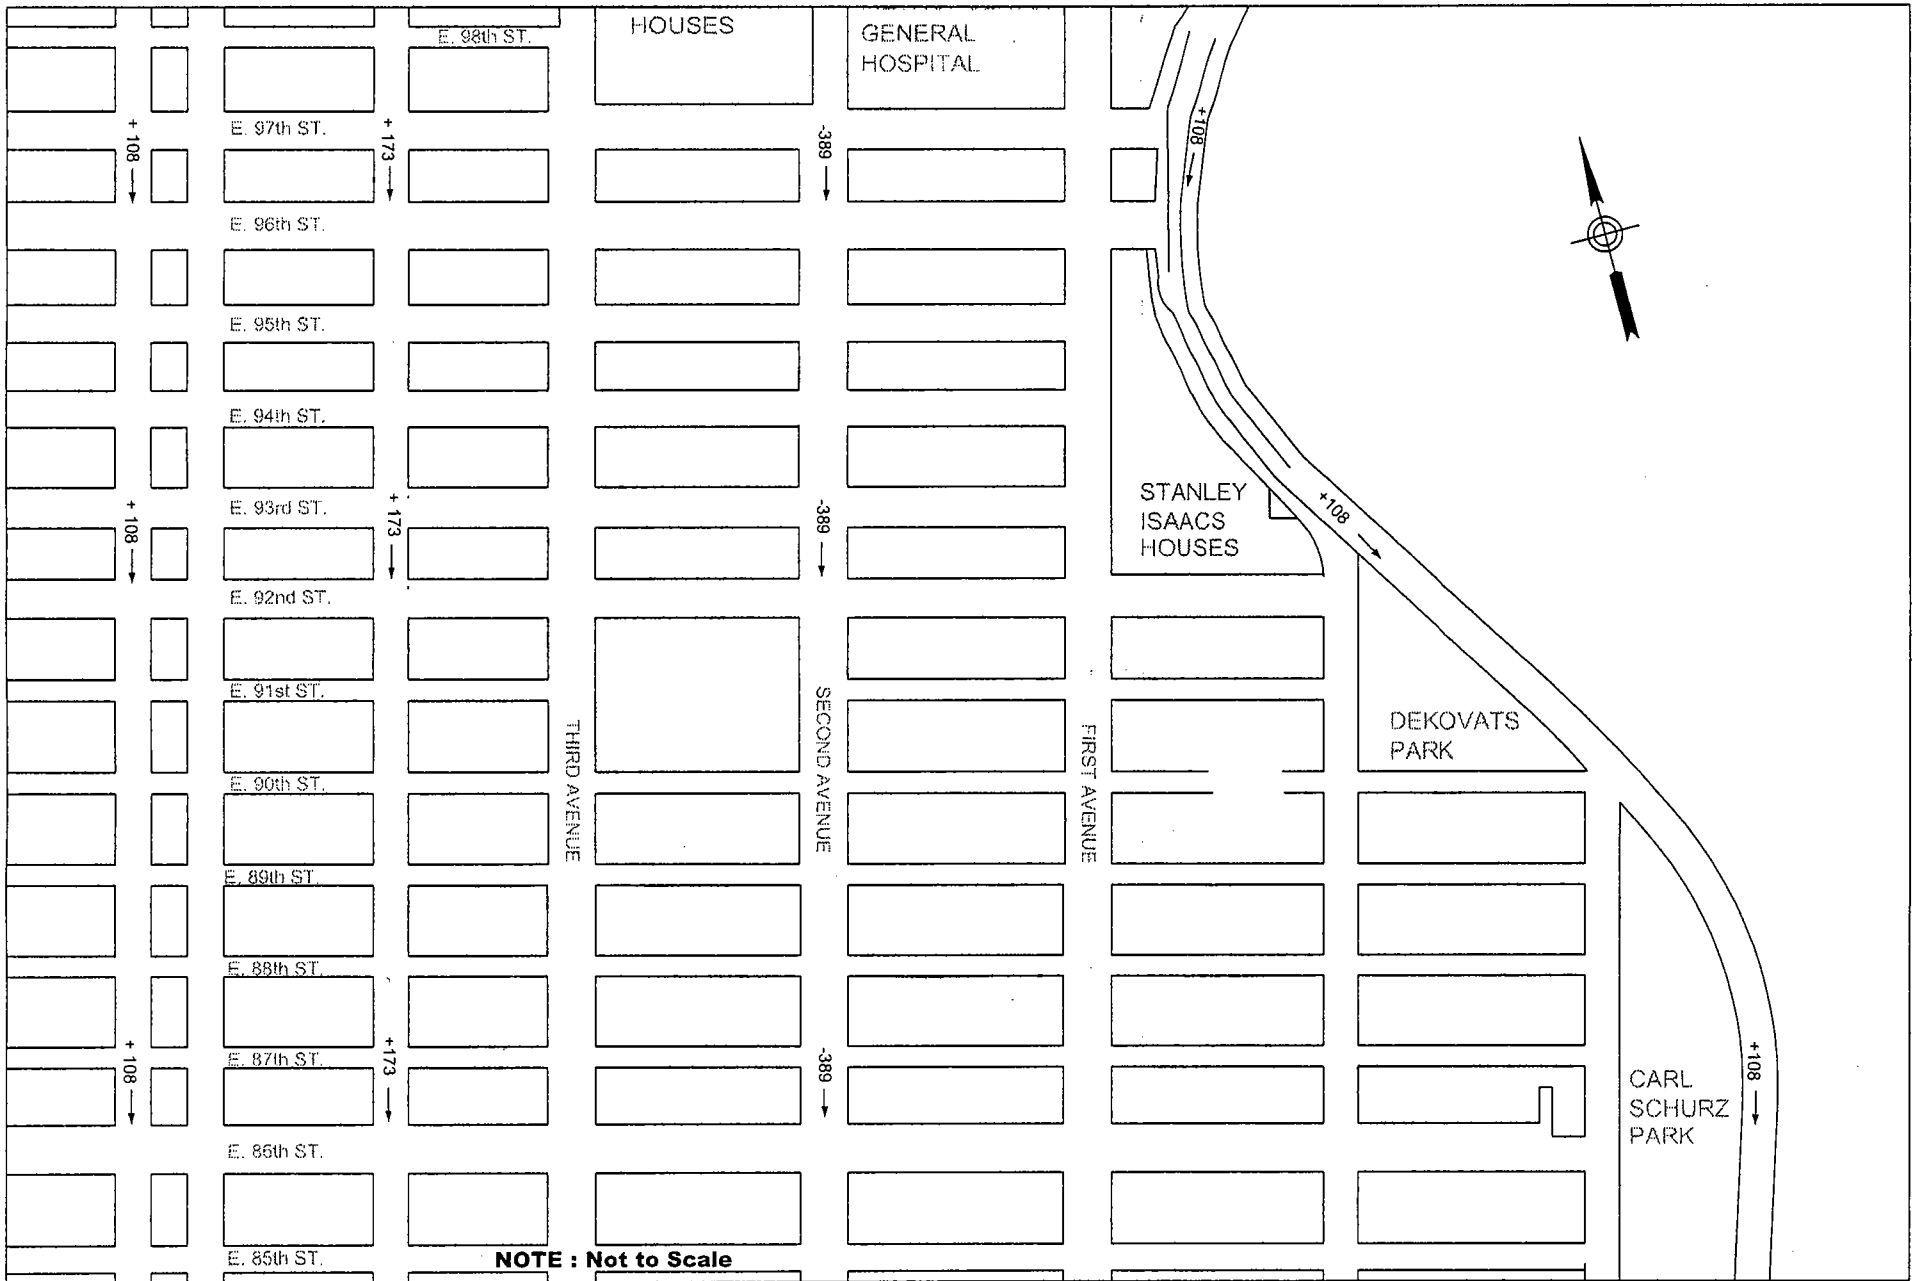 HOUSES
GENERAL
HOSPITAL
E. 98th ST.
E. 97th ST.
+ 108
+ 173
-389
+108
E. 96th ST.
E. 95th ST.
E. 94th ST.
E. 93rd ST.
+ 108
+ 173
-389
STANLEY
ISAACS
HOUSES
+108
E. 92nd ST.
E. 91st ST.
THIRD AVENUE
SECOND AVENUE
FIRST AVENUE
DEKOVATS
PARK
E. 90th ST.
E. 89th ST.
E. 88th ST.
E. 87th ST.
+ 108
+173
-389
+108
CARL
SCHURZ
PARK
E. 86th ST.
E. 85th ST.
NOTE : Not to Scale